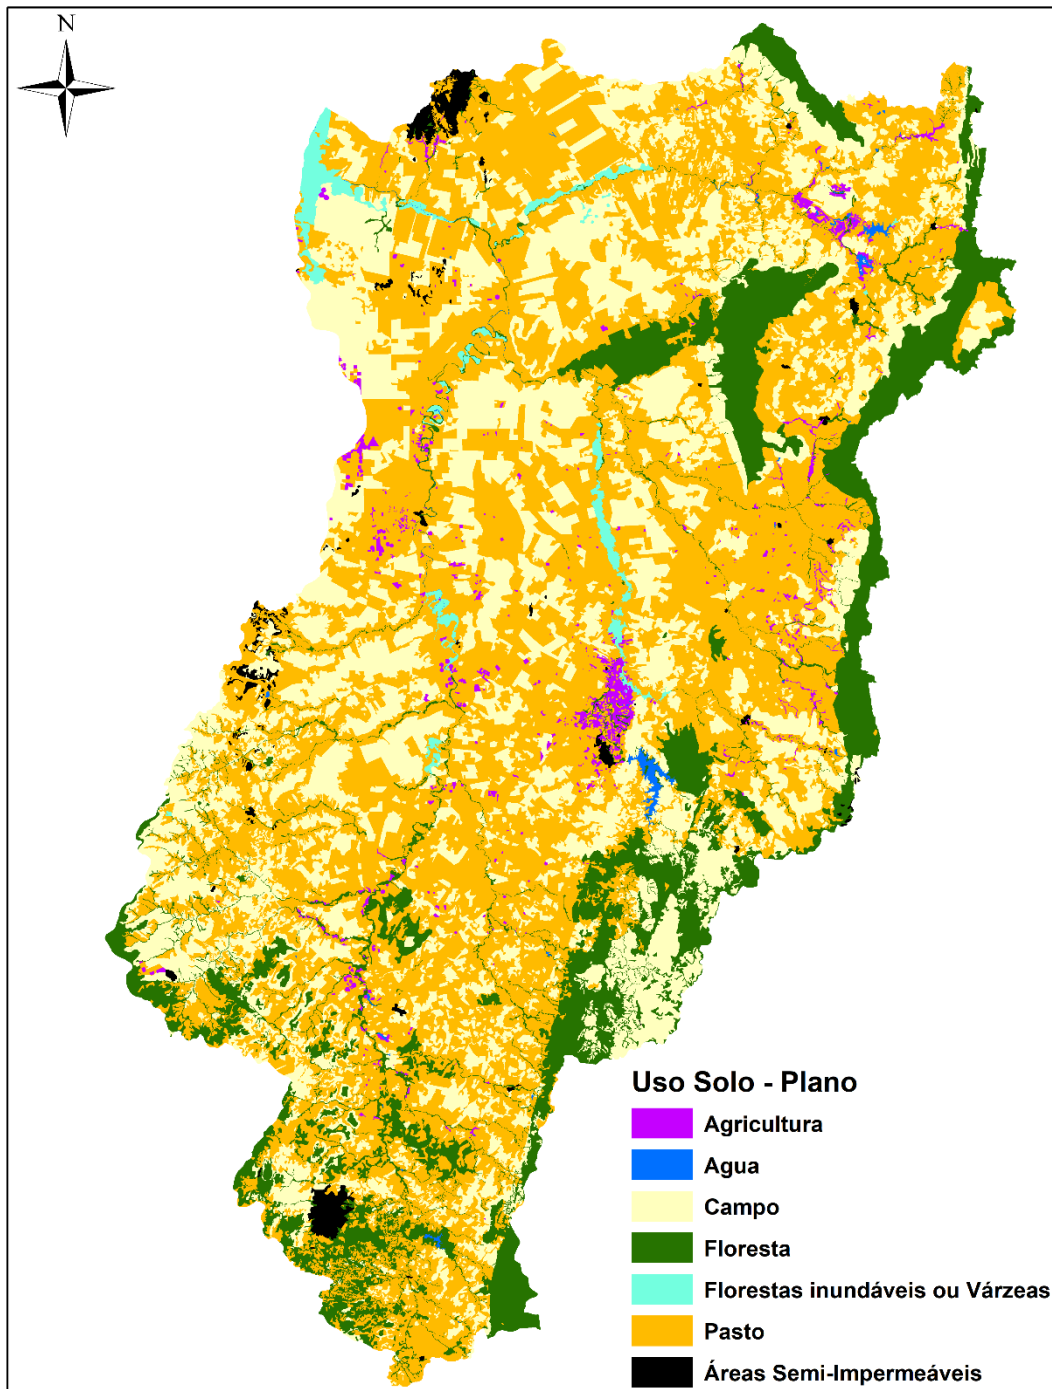 N
Uso Solo - Plano
Agricultura
Agua
Campo
Floresta
Florestas inundáveis ou Várzeas
Pasto
Áreas Semi-Impermeáveis